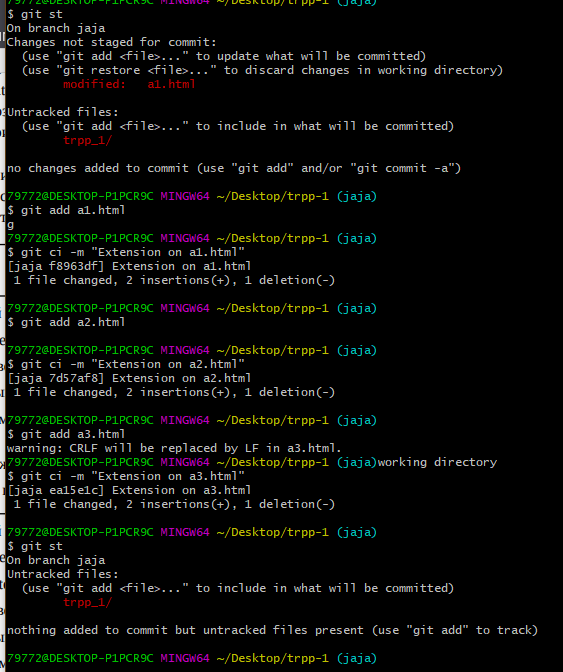 79772@DESKTOP-P1PCR9C MINGW64 ~/Desktop/trpp-1 (jaja)
$ git st
On branch jaja
Changes not staged for commit:
  (use "git add <file>..." to update what will be committed)
  (use "git restore <file>..." to discard changes in working directory)
        modified:   a1.html

Untracked files:
  (use "git add <file>..." to include in what will be committed)
        trpp_1/

no changes added to commit (use "git add" and/or "git commit -a")

79772@DESKTOP-P1PCR9C MINGW64 ~/Desktop/trpp-1 (jaja)
$ git add a1.html
g
79772@DESKTOP-P1PCR9C MINGW64 ~/Desktop/trpp-1 (jaja)
$ git ci -m "Extension on a1.html"
[jaja f8963df] Extension on a1.html
 1 file changed, 2 insertions(+), 1 deletion(-)

79772@DESKTOP-P1PCR9C MINGW64 ~/Desktop/trpp-1 (jaja)
$ git add a2.html

79772@DESKTOP-P1PCR9C MINGW64 ~/Desktop/trpp-1 (jaja)
$ git ci -m "Extension on a2.html"
[jaja 7d57af8] Extension on a2.html
 1 file changed, 2 insertions(+), 1 deletion(-)

79772@DESKTOP-P1PCR9C MINGW64 ~/Desktop/trpp-1 (jaja)
$ git add a3.html
warning: CRLF will be replaced by LF in a3.html.
79772@DESKTOP-P1PCR9C MINGW64 ~/Desktop/trpp-1 (jaja)working directory
$ git ci -m "Extension on a3.html"
[jaja ea15e1c] Extension on a3.html
 1 file changed, 2 insertions(+), 1 deletion(-)

79772@DESKTOP-P1PCR9C MINGW64 ~/Desktop/trpp-1 (jaja)
$ git st
On branch jaja
Untracked files:
  (use "git add <file>..." to include in what will be committed)
        trpp_1/

nothing added to commit but untracked files present (use "git add" to track)

79772@DESKTOP-P1PCR9C MINGW64 ~/Desktop/trpp-1 (jaja)